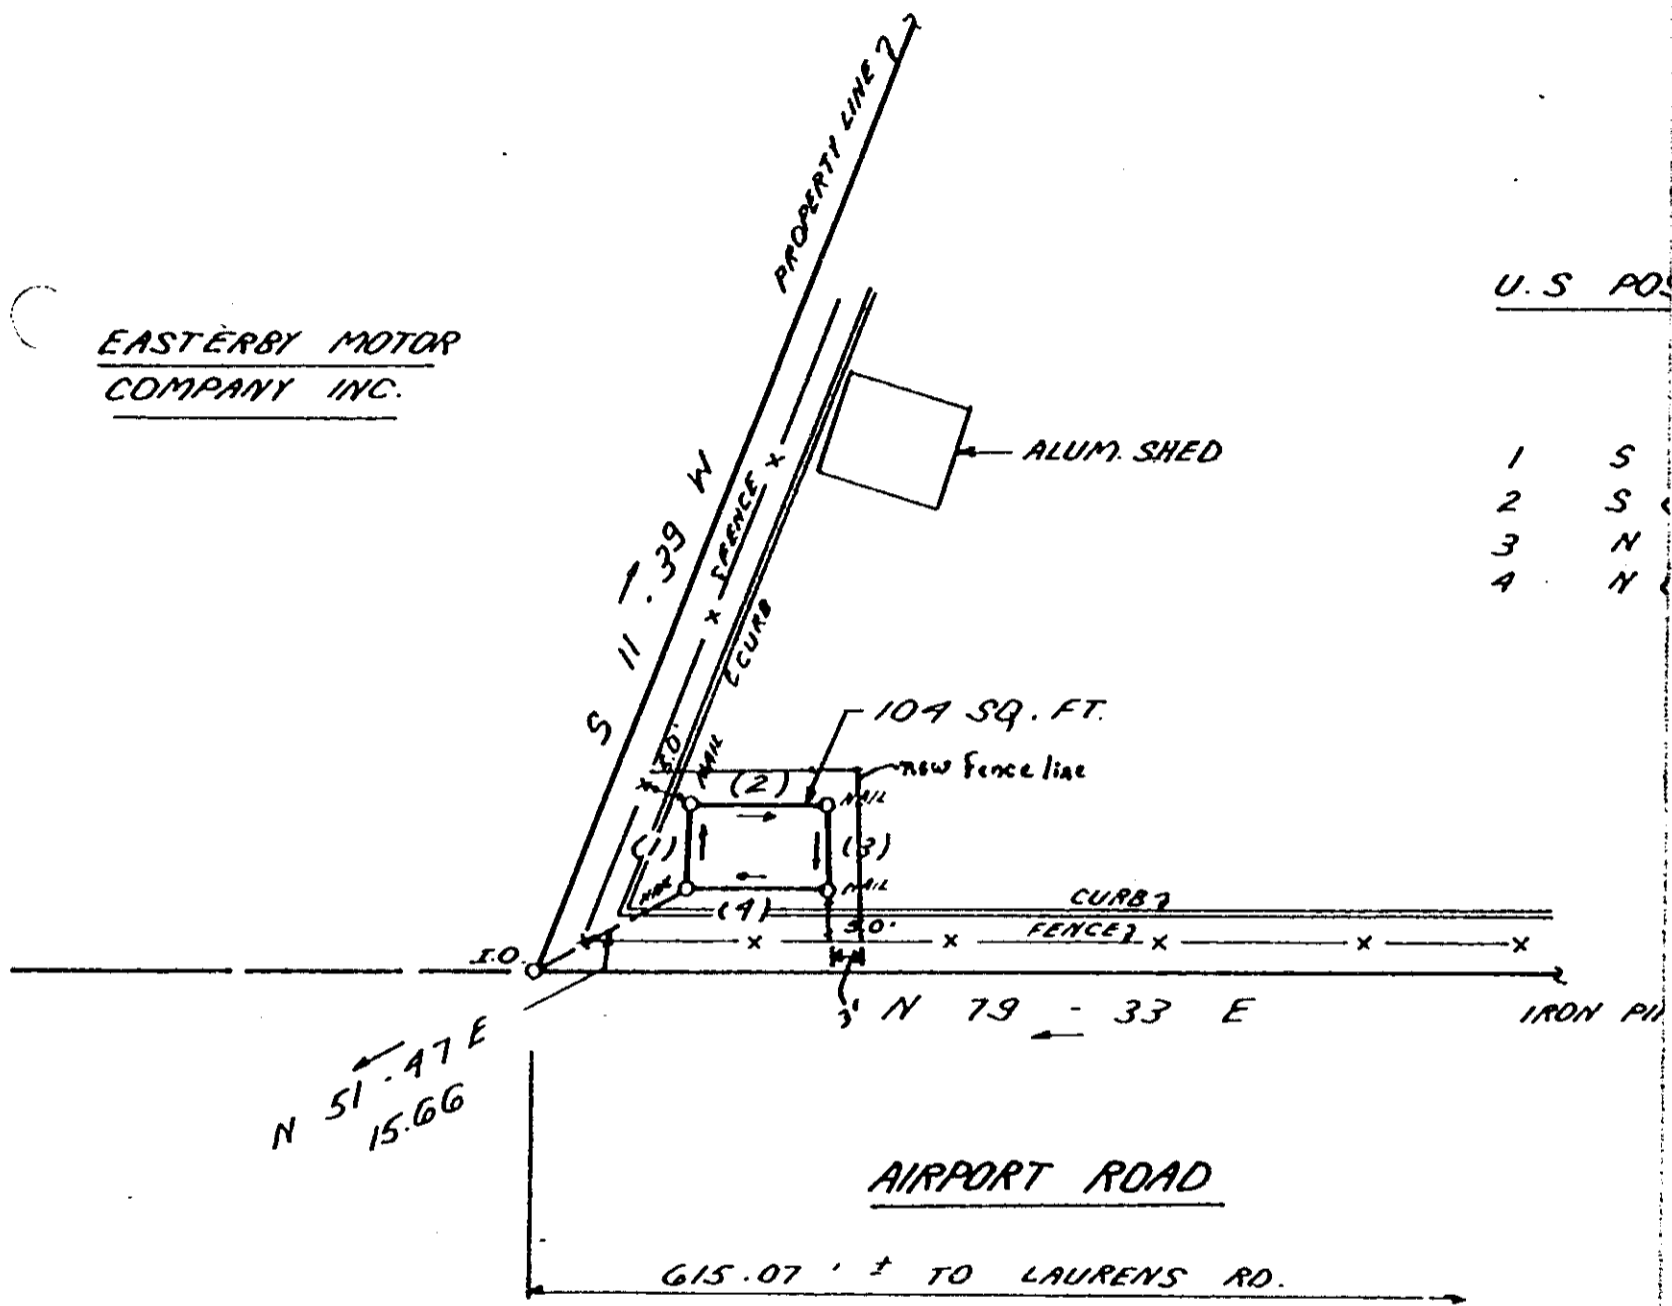 PROPERTY LINE
U.S
EASTERBY MOTOR
COMPANY INC.
ALUM. SHED
1 S
2 S
3 N
4 N
FENCE
S 11.39 W
CURB
104 SQ. FT.
3.0'
NAIL
new fence line
(2)
NAIL
(1)
(3)
NAIL
NAIL
(4)
CURB
3.0'
FENCE
I.O.
3'
N 79 - 33 E
IRON
N 51.47 E
15.66
AIRPORT ROAD
615.07 ' ± TO LAURENS RD.